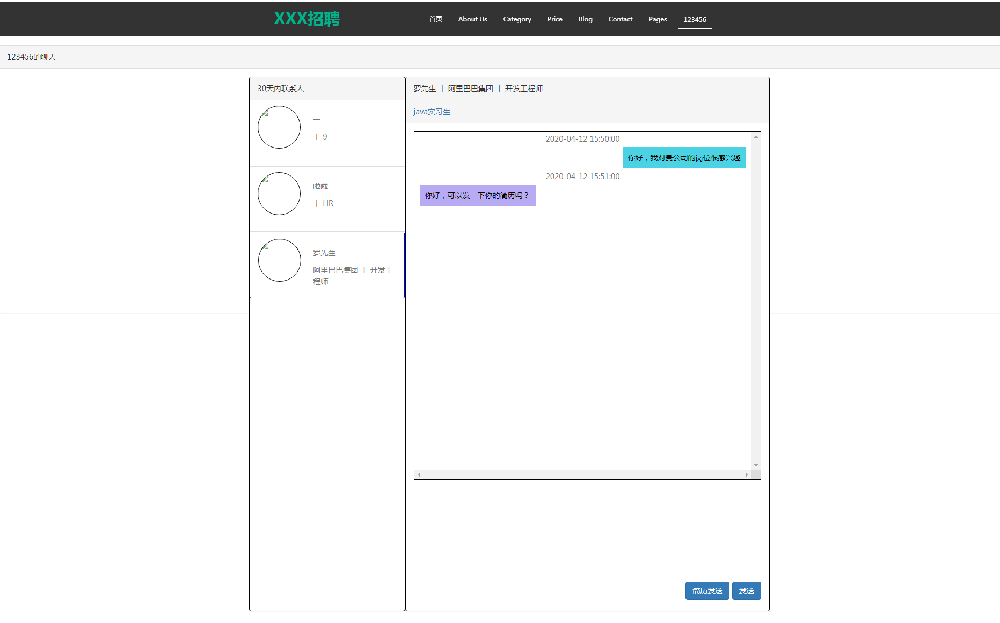 XXX招聘
首页 About Us Category Price Blog Contact Pages 123456
123456的聊天
30天内联系人
一
| 9
啦啦
| HR
罗先生
阿里巴巴集团 | 开发工
程师
罗先生 | 阿里巴巴集团 | 开发工程师
java实习生
2020-04-12 15:50:00
你好，我对贵公司的岗位很感兴趣
2020-04-12 15:51:00
你好，可以发一下你的简历吗？
简历发送 发送